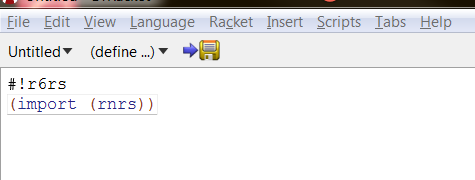 File Edit View Language Racket Insert Scripts Tabs Help
Untitled▼ (define ...)▼
#!r6rs
(import (rnrs))